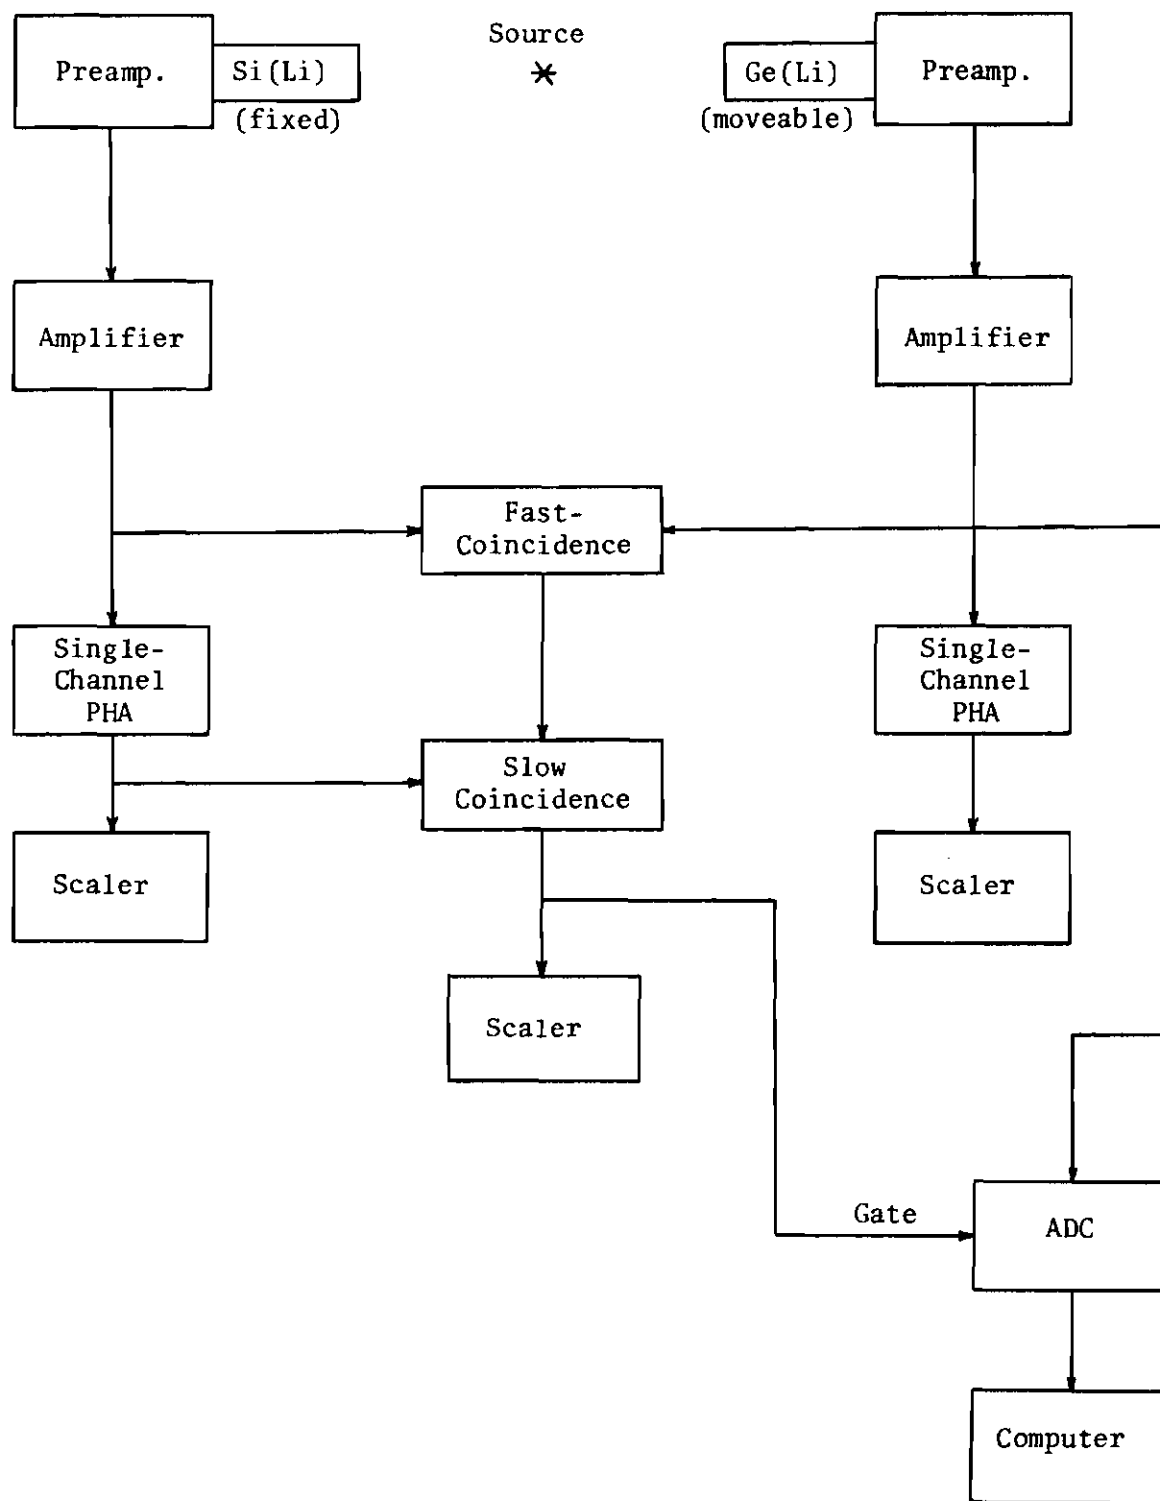 Source
Preamp.
Si(Li)
(fixed)
Ge(Li)
(moveable)
Preamp.
Amplifier
Amplifier
Fast-
Coincidence
Single-
Channel
PHA
Single-
Channel
PHA
Slow
Coincidence
Scaler
Scaler
Scaler
Gate
ADC
Computer